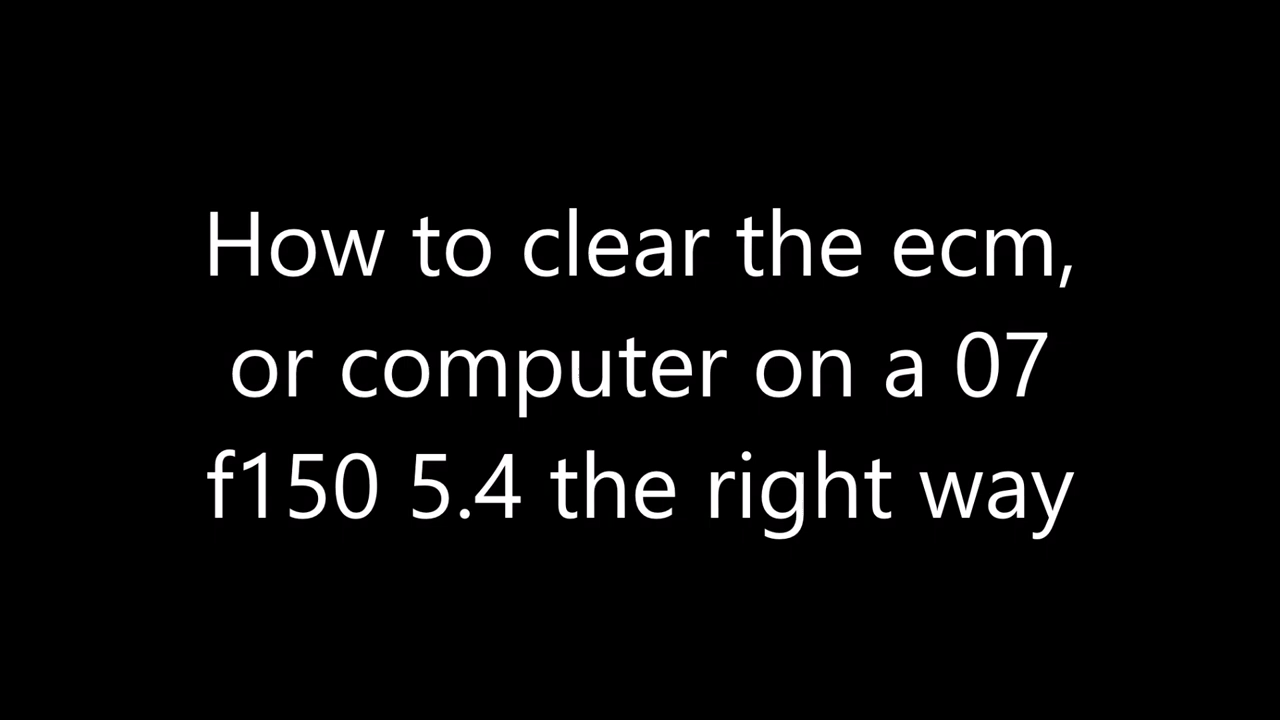 How to clear the ecm,
or computer on a 07
f150 5.4 the right way